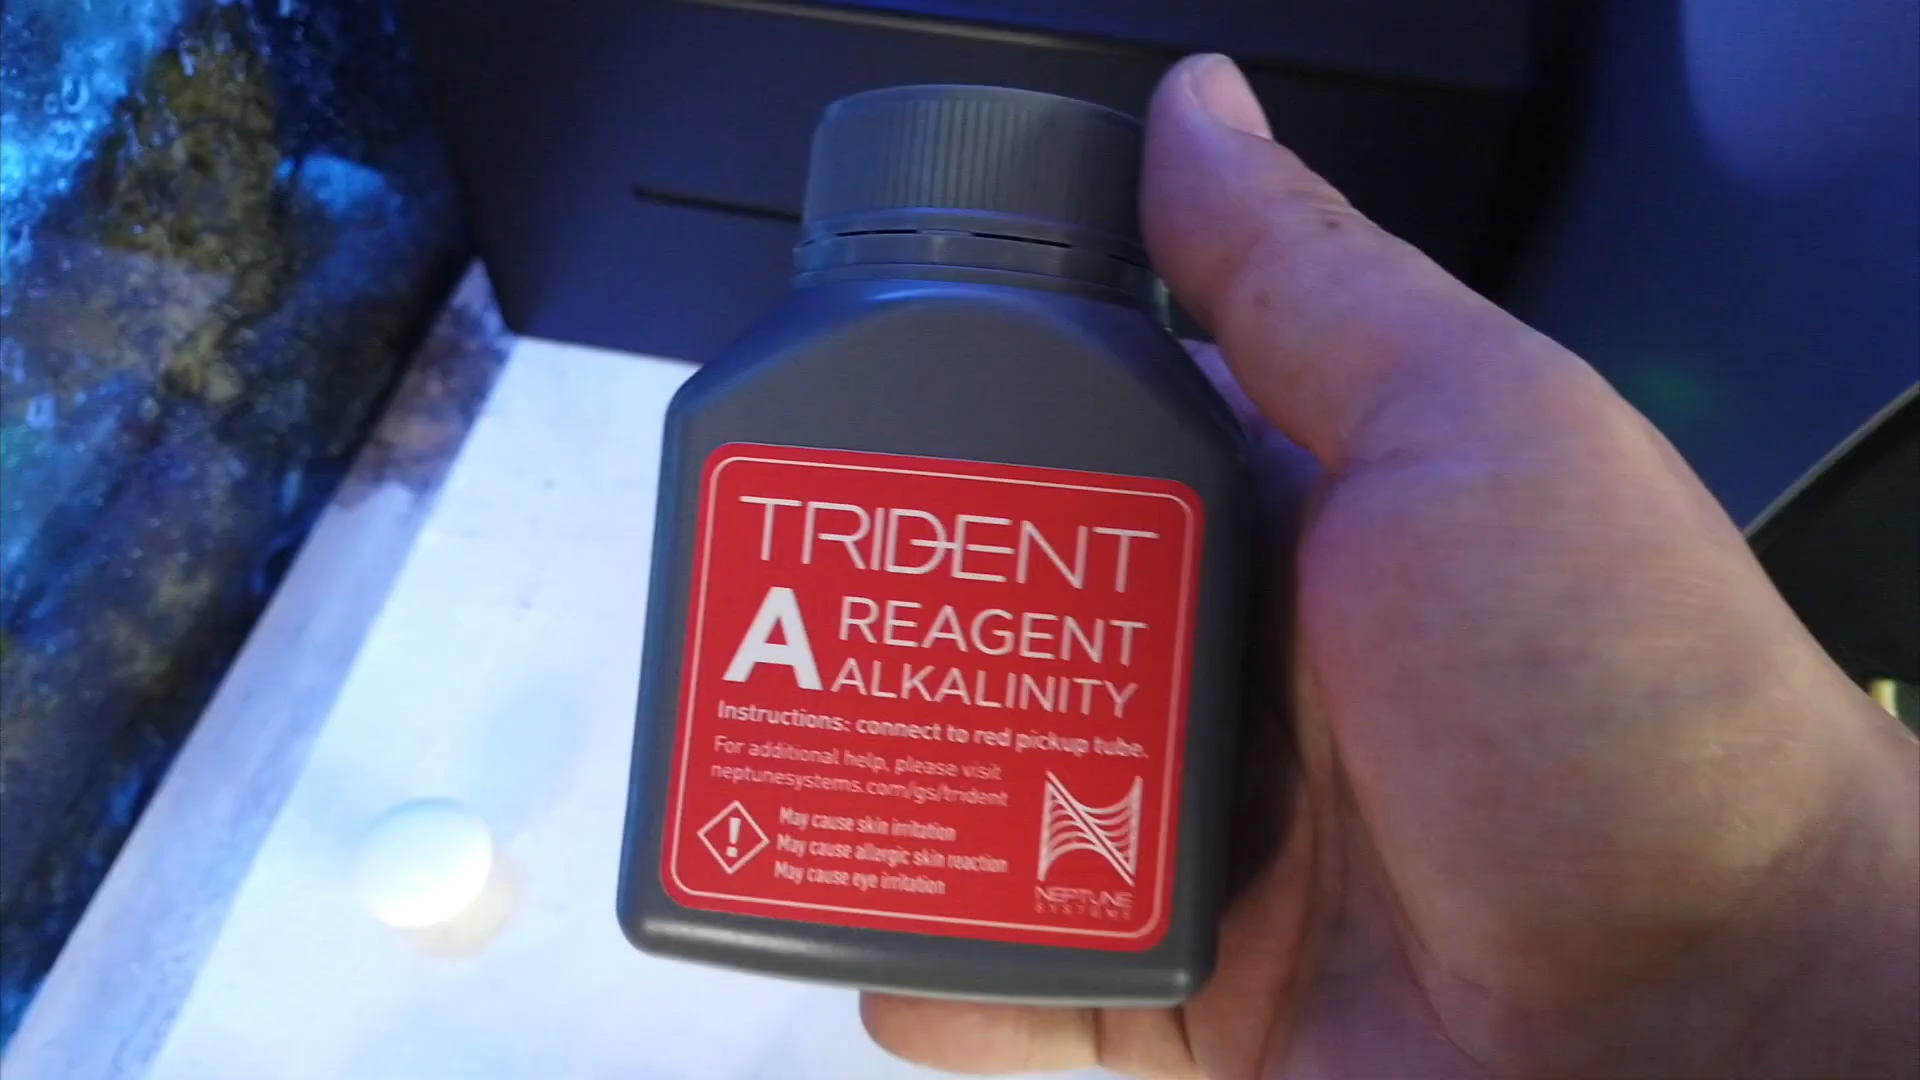 TRIDENT
A REAGENT
ALKALINITY
Instructions: connect to red pickup tube.
For additional help, please visit
neptunesystems.com/gs/trident
!
May cause skin irritation
May cause allergic skin reaction
May cause eye irritation
NEPTUNE
SYSTEMS